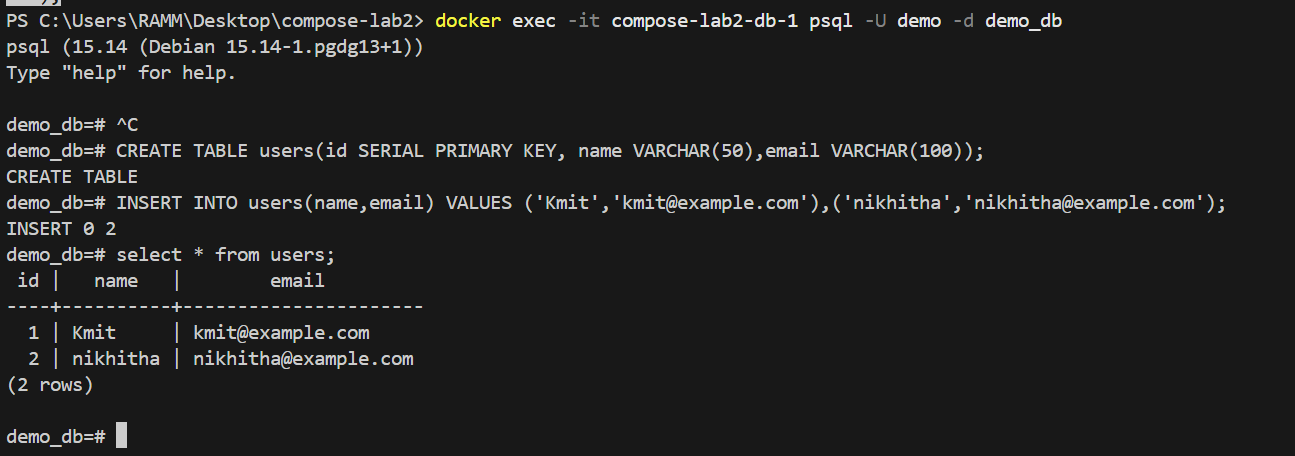 PS C:\Users\RAMM\Desktop\compose-lab2> docker exec -it compose-lab2-db-1 psql -U demo -d demo_db
psql (15.14 (Debian 15.14-1.pgdg13+1))
Type "help" for help.
demo_db=# ^C
demo_db=# CREATE TABLE users(id SERIAL PRIMARY KEY, name VARCHAR(50),email VARCHAR(100));
CREATE TABLE
demo_db=# INSERT INTO users(name,email) VALUES ('Kmit','kmit@example.com'),('nikhitha','nikhitha@example.com');
INSERT 0 2
demo_db=# select * from users;
 id |   name   |        email
----+----------+----------------------
  1 | Kmit     | kmit@example.com
  2 | nikhitha | nikhitha@example.com
(2 rows)
demo_db=#